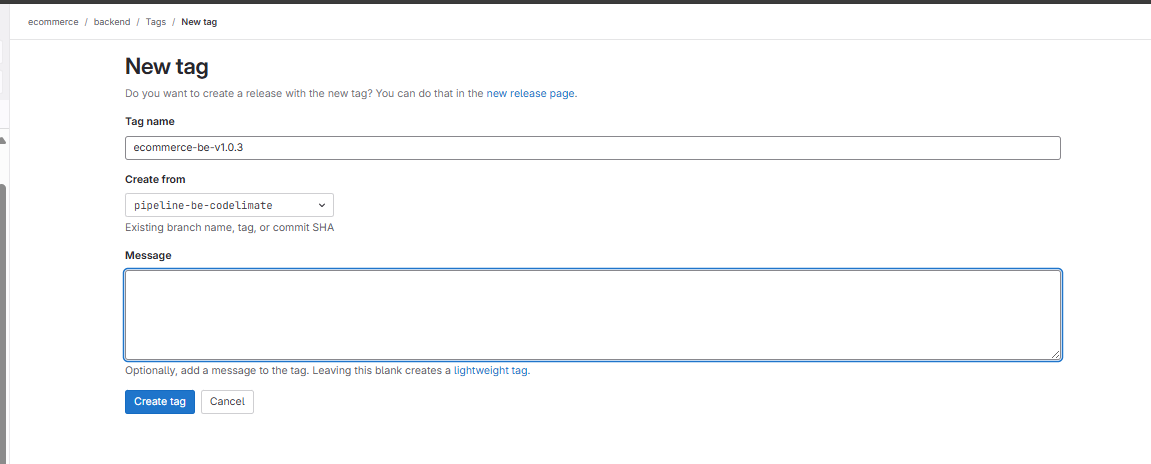 ecommerce / backend / Tags / New tag
New tag
Do you want to create a release with the new tag? You can do that in the new release page.
Tag name
ecommerce-be-v1.0.3
Create from
pipeline-be-codelimate
Existing branch name, tag, or commit SHA
Message
Optionally, add a message to the tag. Leaving this blank creates a lightweight tag.
Create tag Cancel